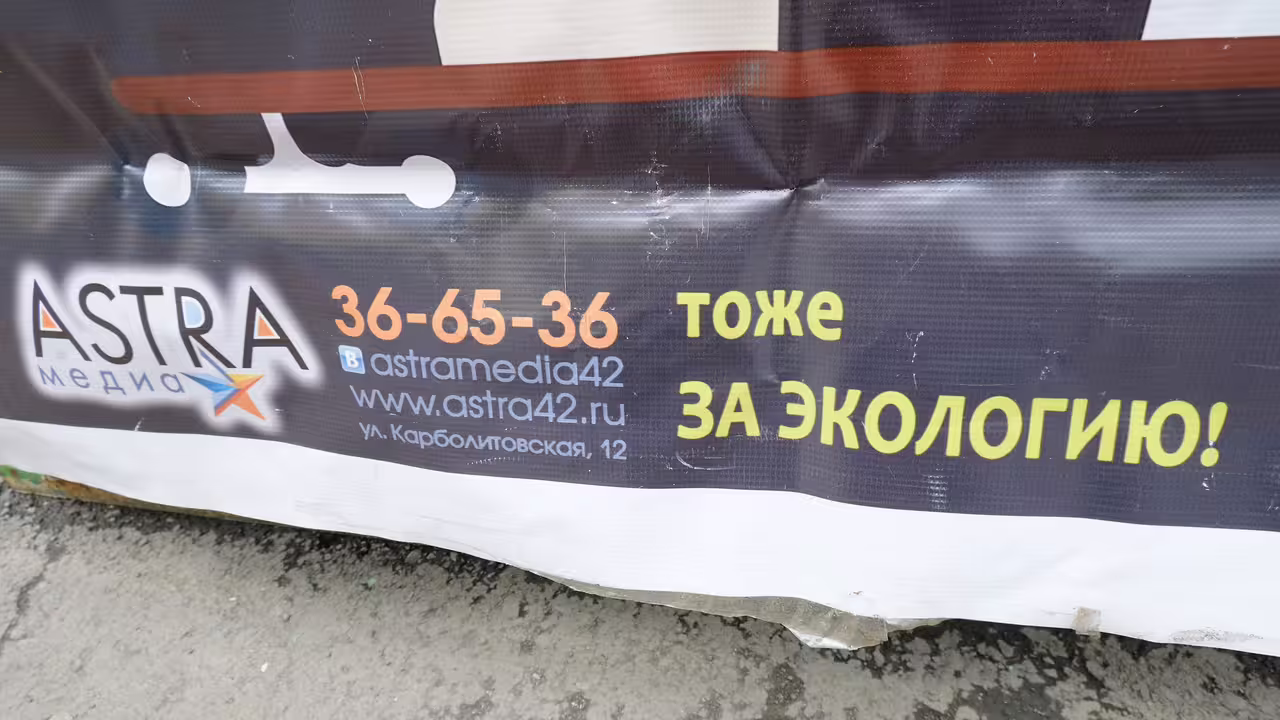 ASTRA
медиа
36-65-36
B astramedia42
www.astra42.ru
ул. Карболитовская, 12
тоже
ЗА ЭКОЛОГИЮ!